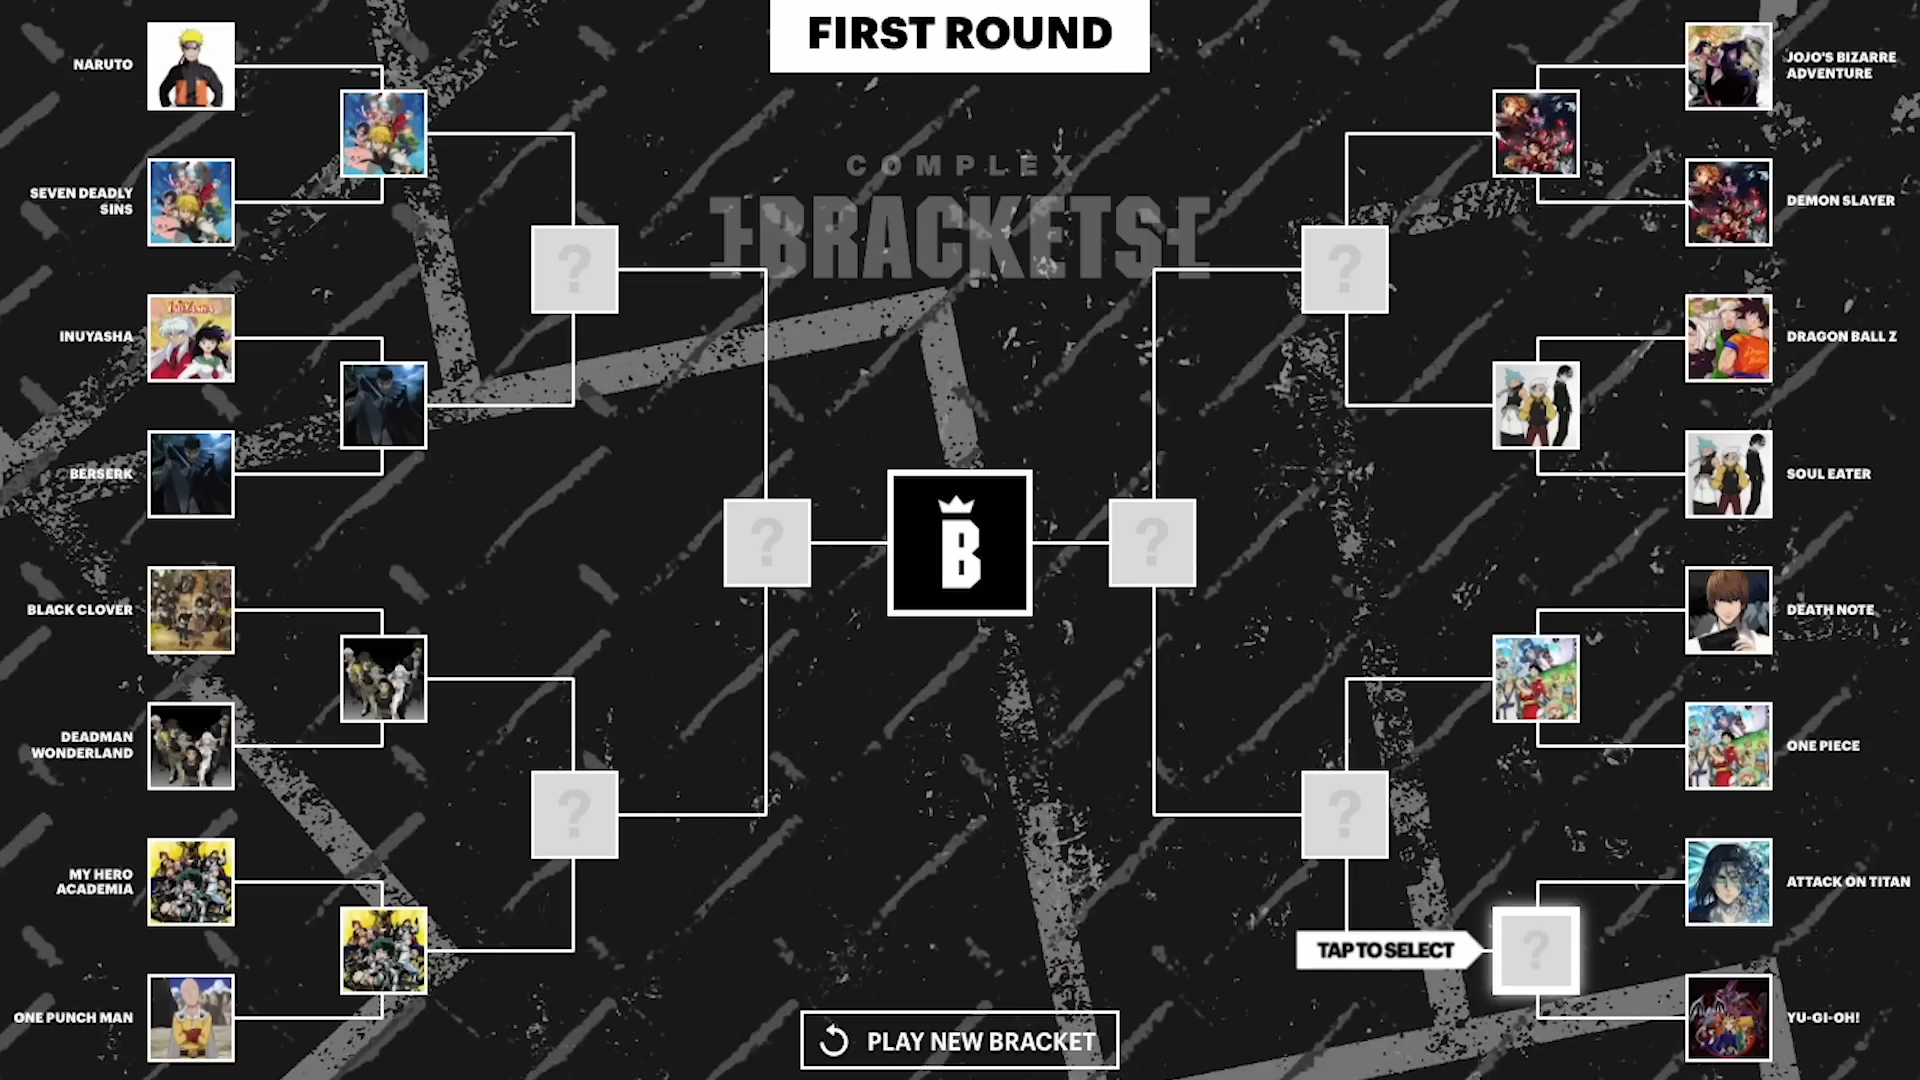 FIRST ROUND
COMPLEX
BRACKETS
NARUTO
SEVEN DEADLY
SINS
INUYASHA
BERSERK
BLACK CLOVER
DEADMAN
WONDERLAND
MY HERO
ACADEMIA
ONE PUNCH MAN
B
JOJO'S BIZARRE
ADVENTURE
DEMON SLAYER
DRAGON BALL Z
SOUL EATER
DEATH NOTE
ONE PIECE
ATTACK ON TITAN
YU-GI-OH!
?
?
?
?
?
?
?
TAP TO SELECT
PLAY NEW BRACKET